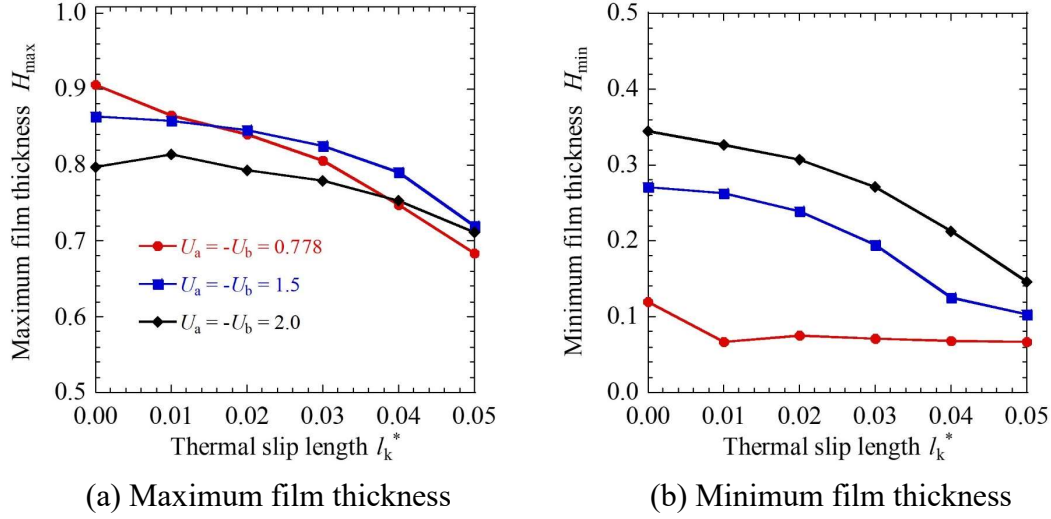 Maximum film thickness H_max
1.0
0.9
0.8
0.7
0.6
0.5
U_a = -U_b = 0.778
U_a = -U_b = 1.5
U_a = -U_b = 2.0
0.00 0.01 0.02 0.03 0.04 0.05
Thermal slip length l_k^*
(a) Maximum film thickness
Minimum film thickness H_min
0.5
0.4
0.3
0.2
0.1
0.0
0.00 0.01 0.02 0.03 0.04 0.05
Thermal slip length l_k^*
(b) Minimum film thickness